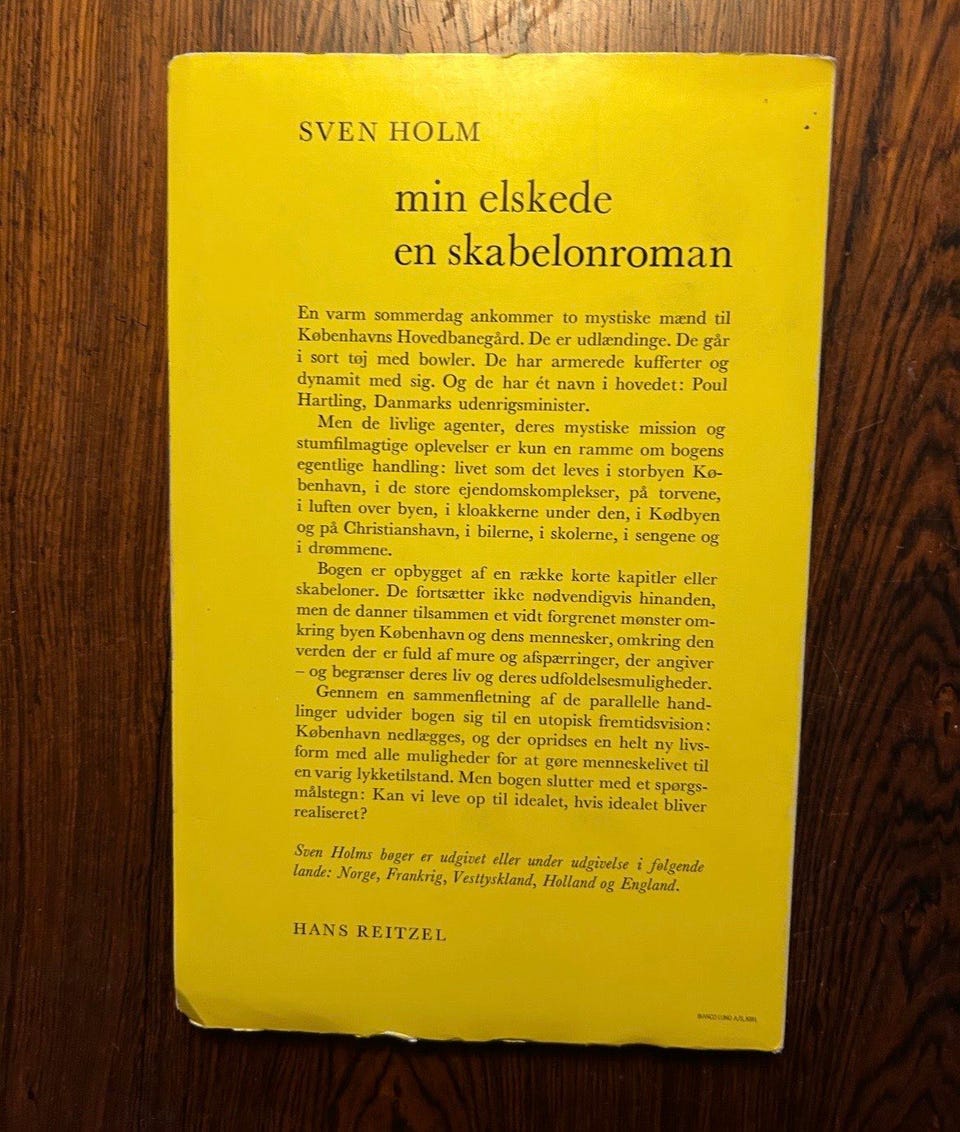 SVEN HOLM
min elskede
en skabelonroman
En varm sommerdag ankommer to mystiske mænd til
Københavns Hovedbanegård. De er udlændinge. De går
i sort tøj med bowler. De har armerede kufferter og
dynamit med sig. Og de har ét navn i hovedet: Poul
Hartling, Danmarks udenrigsminister.
Men de livlige agenter, deres mystiske mission og
stumfilmagtige oplevelser er kun en ramme om bogens
egentlige handling: livet som det leves i storbyen Kø-
benhavn, i de store ejendomskomplekser, på torvene,
i luften over byen, i kloakkerne under den, i Kødbyen
og på Christianshavn, i bilerne, i skolerne, i sengene og
i drømmene.
Bogen er opbygget af en række korte kapitler eller
skabeloner. De fortsætter ikke nødvendigvis hinanden,
men de danner tilsammen et vidt forgrenet mønster om-
kring byen København og dens mennesker, omkring den
verden der er fuld af mure og afspærringer, der angiver
– og begrænser deres liv og deres udfoldelsesmuligheder.
Gennem en sammenfletning af de parallelle hand-
linger udvider bogen sig til en utopisk fremtidsvision:
København nedlægges, og der opridses en helt ny livs-
form med alle muligheder for at gøre menneskelivet til
en varig lykketilstand. Men bogen slutter med et spørgs-
målstegn: Kan vi leve op til idealet, hvis idealet bliver
realiseret?
Sven Holms bøger er udgivet eller under udgivelse i følgende
lande: Norge, Frankrig, Vesttyskland, Holland og England.
HANS REITZEL
BIANCO LUNO A/S, KBH.